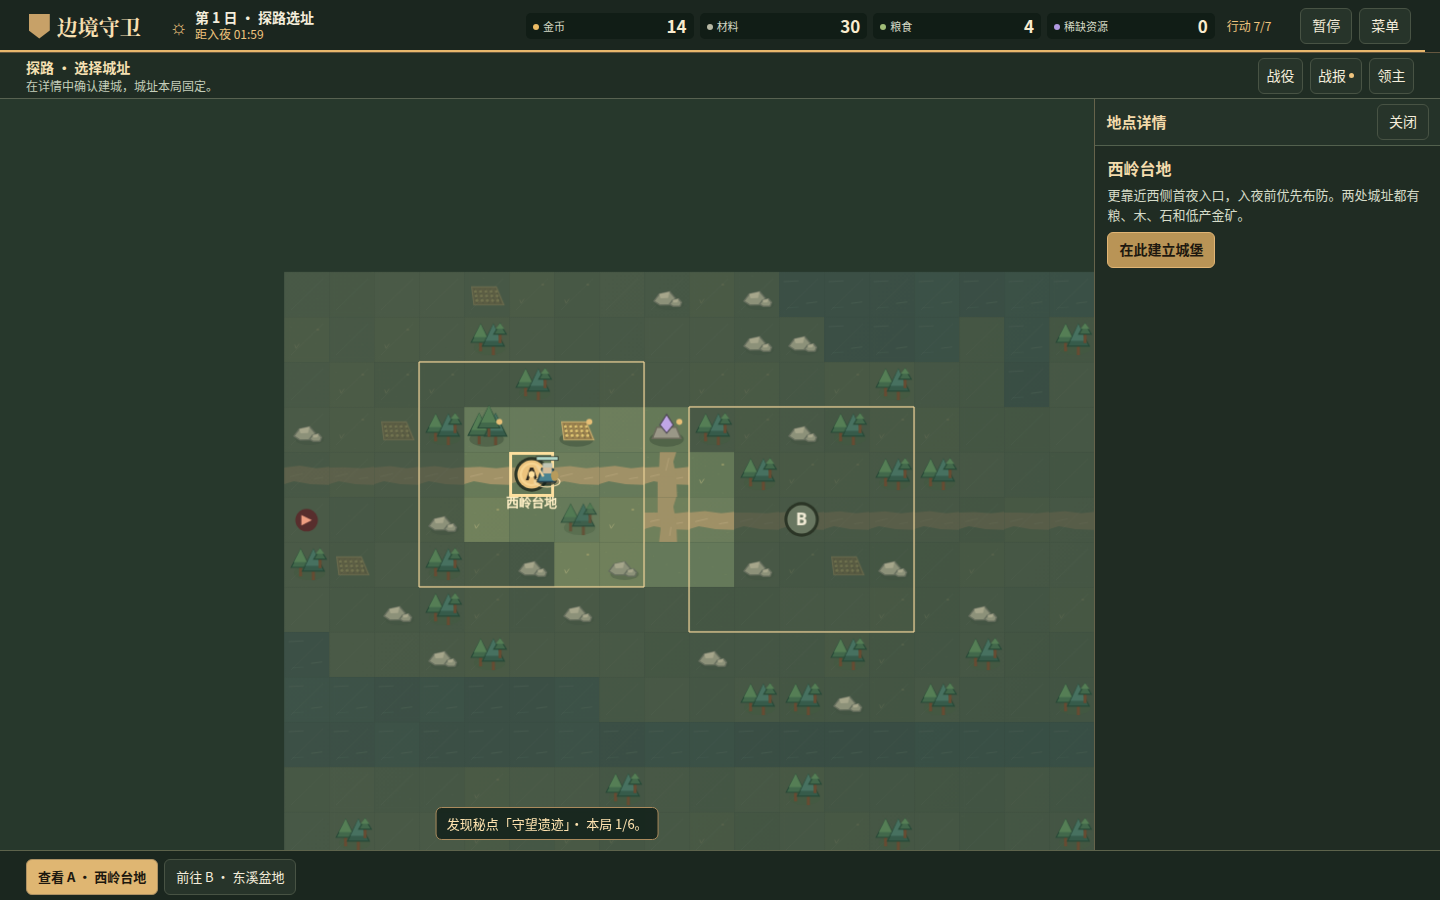 边境守卫
第 1 日 · 探路选址
距入夜 01:59
金币 14
材料 30
粮食 4
稀缺资源 0
行动 7/7
暂停
菜单
探路 · 选择城址
在详情中确认建城，城址本局固定。
战役
战报
领主
地点详情
关闭
西岭台地
更靠近西侧首夜入口，入夜前优先布防。两处城址都有
粮、木、石和低产金矿。
在此建立城堡
A
西岭台地
B
发现秘点「守望遗迹」· 本局 1/6。
查看 A · 西岭台地
前往 B · 东溪盆地